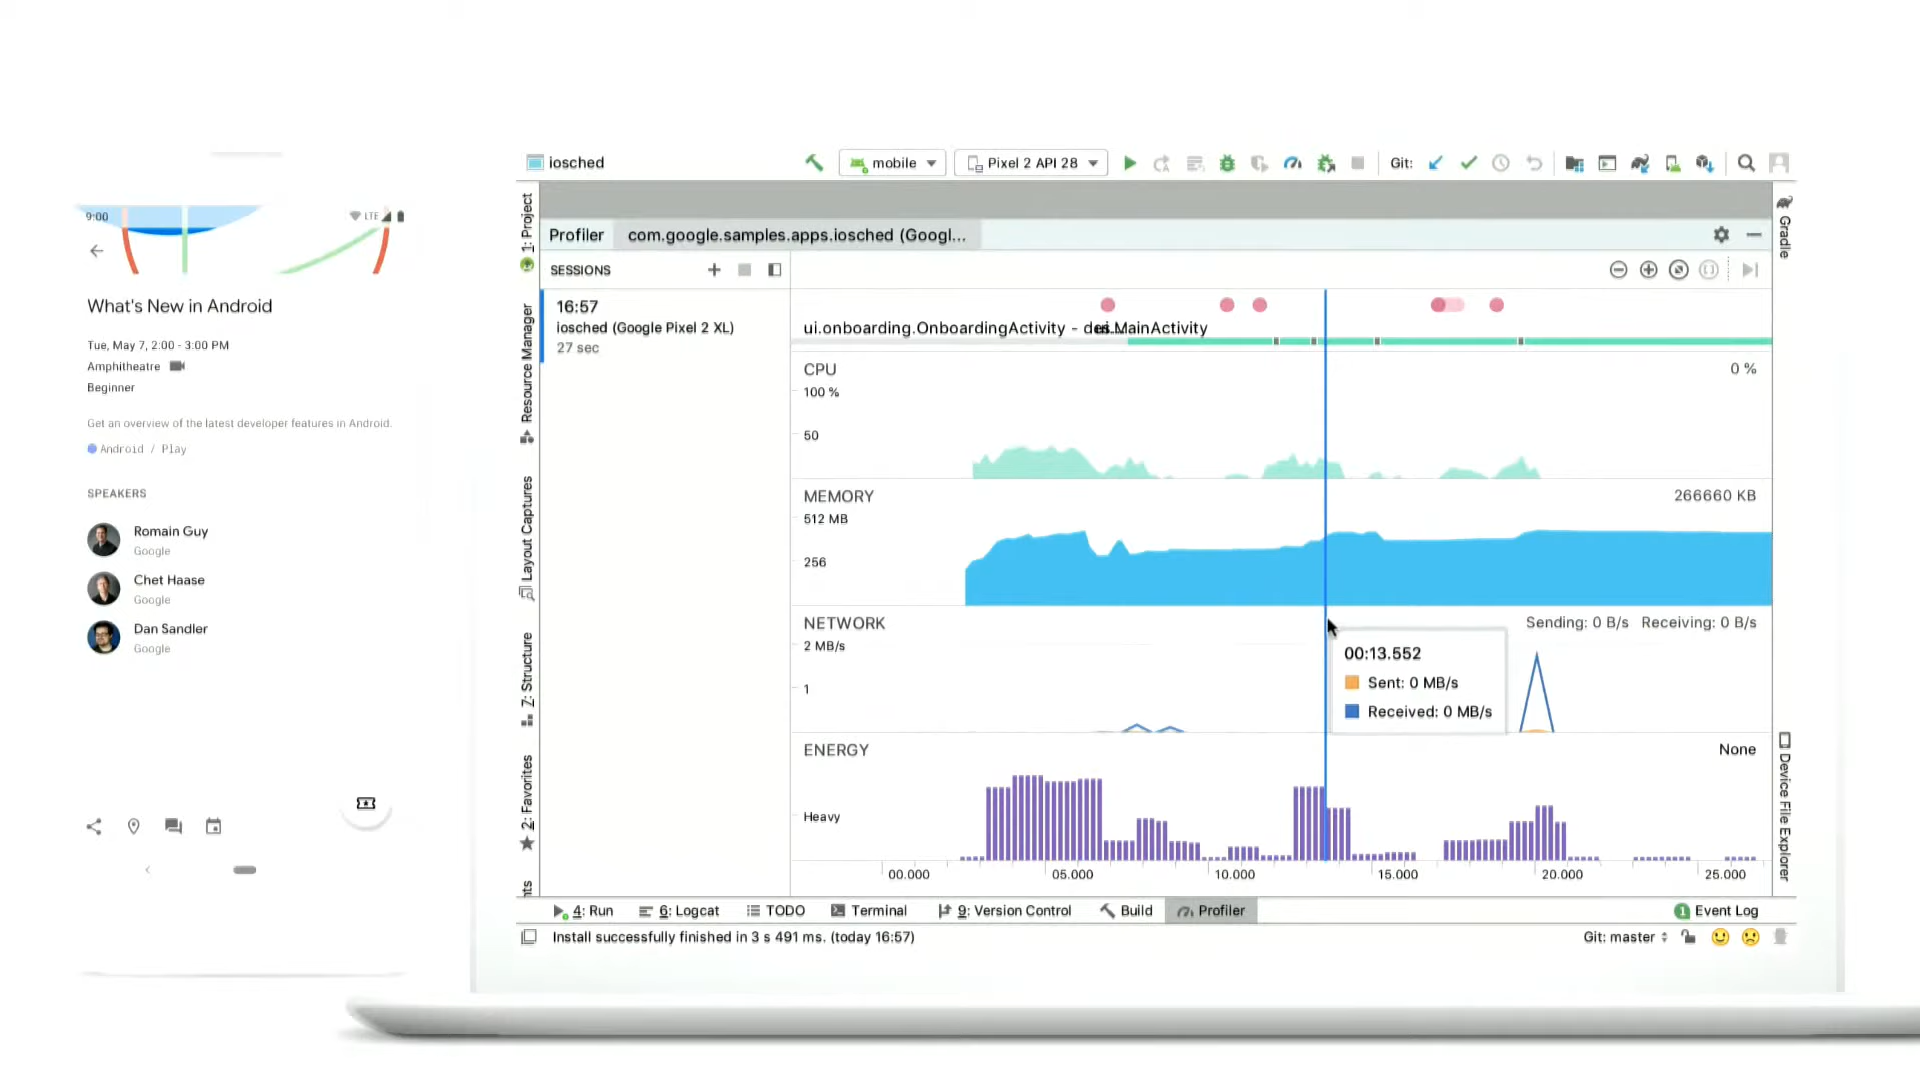 9:00
LTE
What's New in Android
Tue, May 7, 2:00 - 3:00 PM
Amphitheatre
Beginner
Get an overview of the latest developer features in Android.
Android / Play
SPEAKERS
Romain Guy
Google
Chet Haase
Google
Dan Sandler
Google
iosched
mobile
Pixel 2 API 28
Git:
1: Project
Resource Manager
Layout Captures
Z: Structure
2: Favorites
Profiler
com.google.samples.apps.iosched (Googl...
SESSIONS
16:57
iosched (Google Pixel 2 XL)
27 sec
ui.onboarding.OnboardingActivity - des
ui.MainActivity
CPU
0 %
100 %
50
MEMORY
266660 KB
512 MB
256
NETWORK
Sending: 0 B/s Receiving: 0 B/s
2 MB/s
1
00:13.552
Sent: 0 MB/s
Received: 0 MB/s
ENERGY
None
Heavy
00.000
05.000
10.000
15.000
20.000
25.000
Gradle
Device File Explorer
4: Run
6: Logcat
TODO
Terminal
9: Version Control
Build
Profiler
1
Event Log
Install successfully finished in 3 s 491 ms. (today 16:57)
Git: master